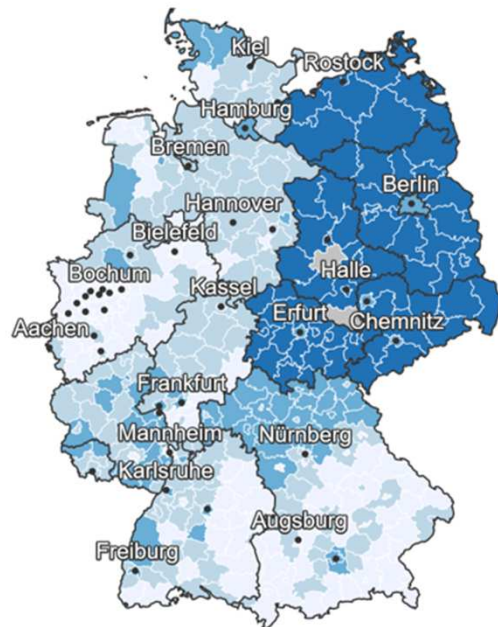 Kiel
Rostock
Hamburg
Bremen
Berlin
Hannover
Bielefeld
Bochum
Halle
Kassel
Aachen
Erfurt
Chemnitz
Frankfurt
Mannheim
Nürnberg
Karlsruhe
Augsburg
Freiburg